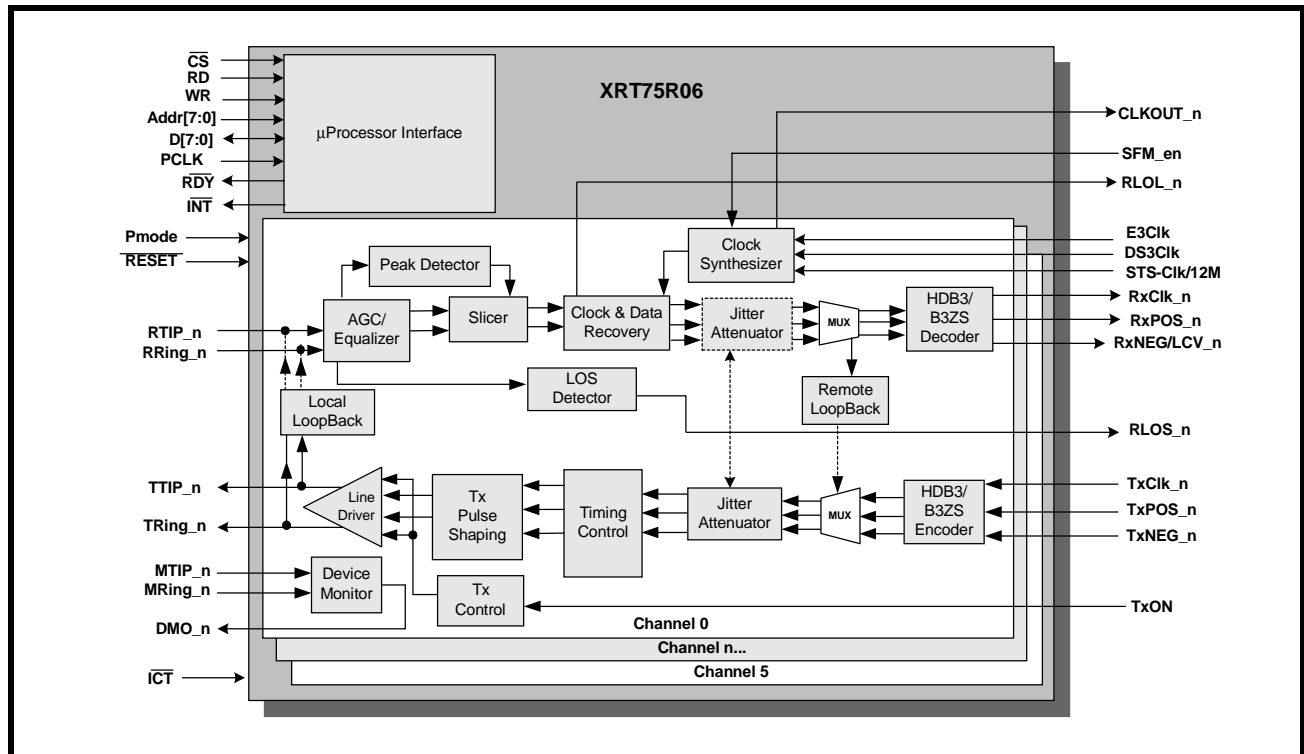 XRT75R06
CS
RD
WR
Addr[7:0]
D[7:0]
PCLK
RDY
INT
Pmode
RESET
μProcessor Interface
CLKOUT_n
SFM_en
RLOL_n
E3Clk
DS3Clk
STS-Clk/12M
Clock
Synthesizer
Peak Detector
RTIP_n
RRing_n
AGC/
Equalizer
Slicer
Clock & Data
Recovery
Jitter
Attenuator
MUX
HDB3/
B3ZS
Decoder
RxClk_n
RxPOS_n
RxNEG/LCV_n
LOS
Detector
Remote
LoopBack
Local
LoopBack
RLOS_n
TTIP_n
TRing_n
Line
Driver
Tx
Pulse
Shaping
Timing
Control
Jitter
Attenuator
MUX
HDB3/
B3ZS
Encoder
TxClk_n
TxPOS_n
TxNEG_n
MTIP_n
MRing_n
DMO_n
Device
Monitor
Tx
Control
TxON
Channel 0
Channel n...
Channel 5
ICT